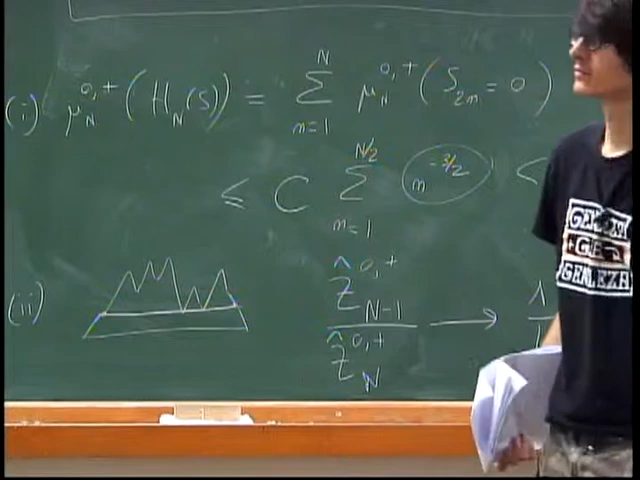 (i) μ_N^{0,+} (H_N(S)) = Σ_{m=1}^{N} μ_N^{0,+} (S_{2m} = 0)
≤ C Σ_{m=1}^{N/2} m^{-3/2} <
(ii) Ẑ_{N-1}^{0,+} / Ẑ_N^{0,+} →